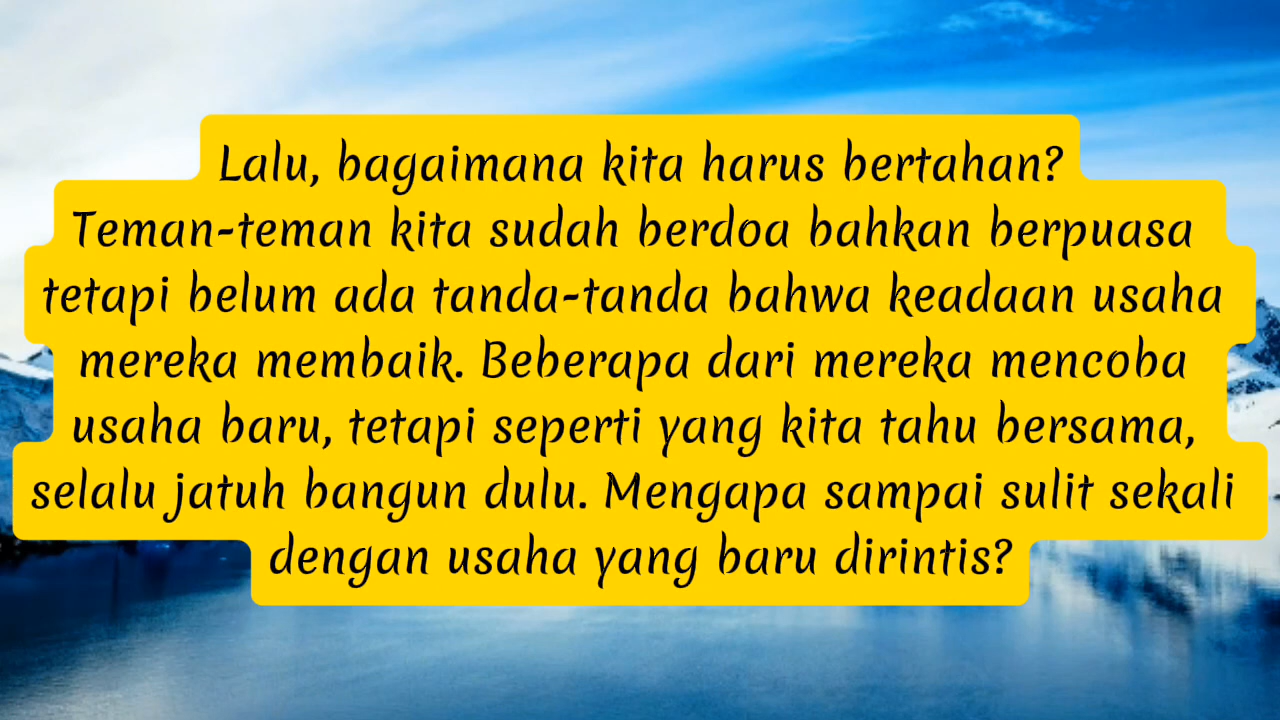 Lalu, bagaimana kita harus bertahan?
Teman-teman kita sudah berdoa bahkan berpuasa
tetapi belum ada tanda-tanda bahwa keadaan usaha
mereka membaik. Beberapa dari mereka mencoba
usaha baru, tetapi seperti yang kita tahu bersama,
selalu jatuh bangun dulu. Mengapa sampai sulit sekali
dengan usaha yang baru dirintis?